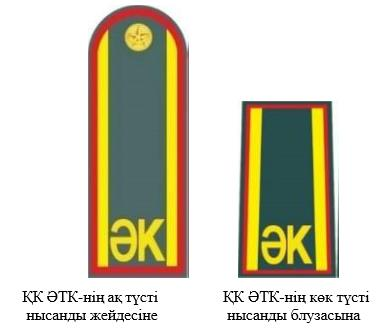 ӘК
ӘК
ҚК ӘТК-нің ақ түсті
нысанды жейдесіне
ҚК ӘТК-нің көк түсті
нысанды блузасына